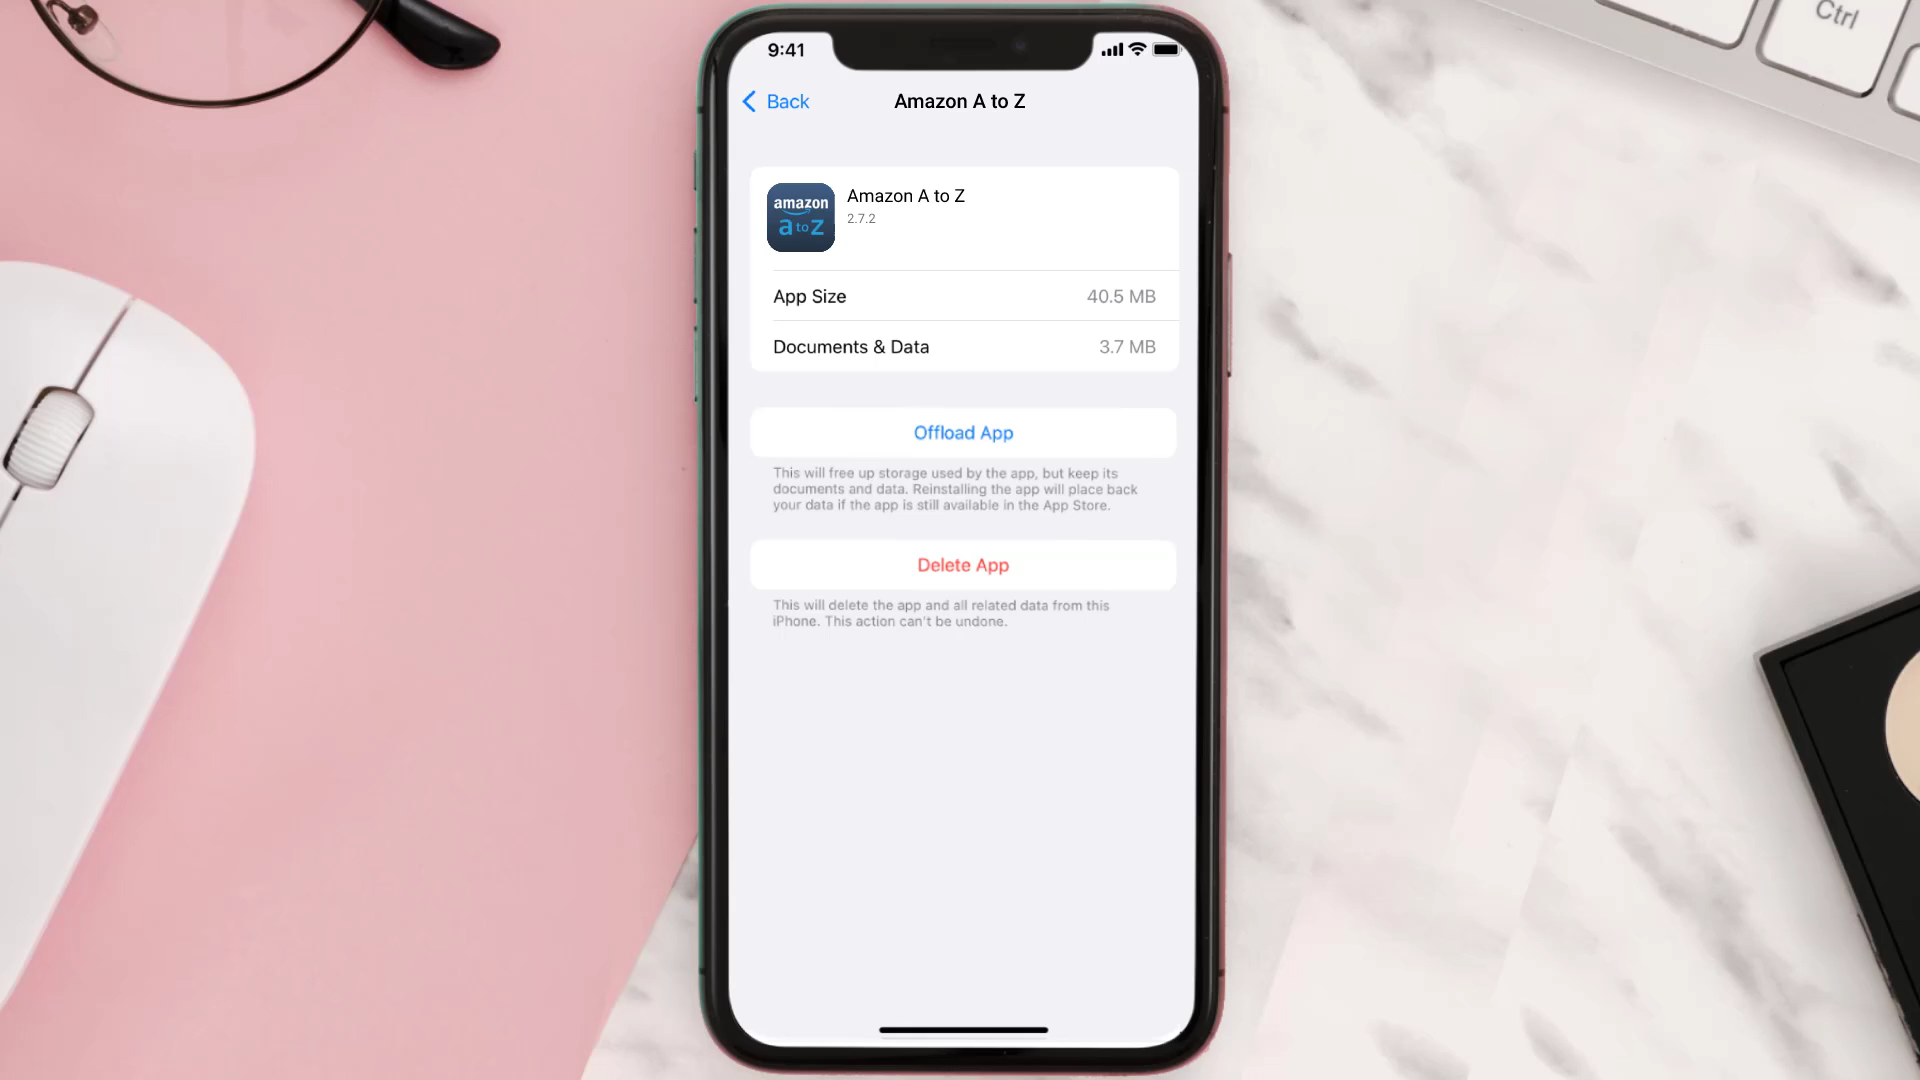 Ctrl
9:41
Back
Amazon A to Z
amazon
a to Z
Amazon A to Z
2.7.2
App Size 40.5 MB
Documents & Data 3.7 MB
Offload App
This will free up storage used by the app, but keep its
documents and data. Reinstalling the app will place back
your data if the app is still available in the App Store.
Delete App
This will delete the app and all related data from this
iPhone. This action can't be undone.